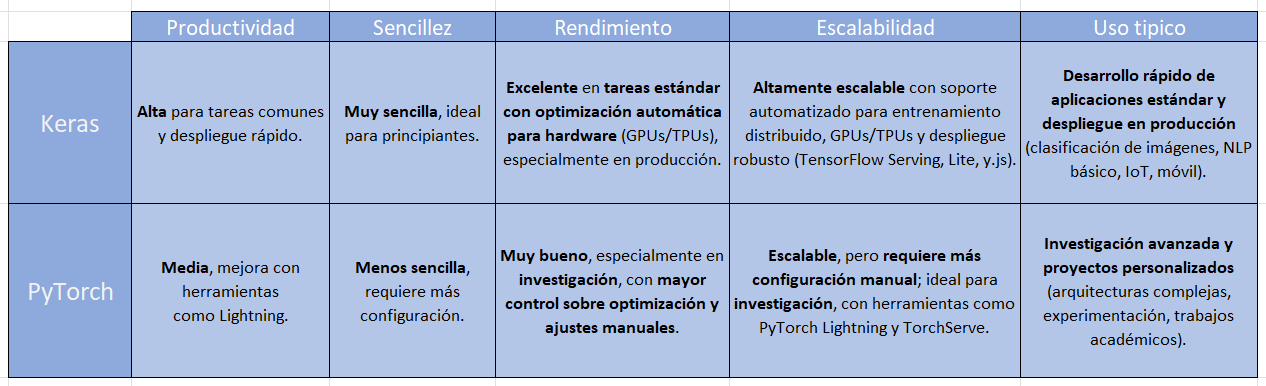 Productividad
Sencillez
Rendimiento
Escalabilidad
Uso tipico
Keras
Alta para tareas comunes
y despliegue rápido.
Muy sencilla, ideal
para principiantes.
Excelente en tareas estándar
con optimización automática
para hardware (GPUs/TPUs),
especialmente en producción.
Altamente escalable con soporte
automatizado para entrenamiento
distribuido, GPUs/TPUs y despliegue
robusto (TensorFlow Serving, Lite, y.js).
Desarrollo rápido de
aplicaciones estándar y
despliegue en producción
(clasificación de imágenes, NLP
básico, IoT, móvil).
PyTorch
Media, mejora con
herramientas
como Lightning.
Menos sencilla,
requiere más
configuración.
Muy bueno, especialmente en
investigación, con mayor
control sobre optimización y
ajustes manuales.
Escalable, pero requiere más
configuración manual; ideal para
investigación, con herramientas como
PyTorch Lightning y TorchServe.
Investigación avanzada y
proyectos personalizados
(arquitecturas complejas,
experimentación, trabajos
académicos).